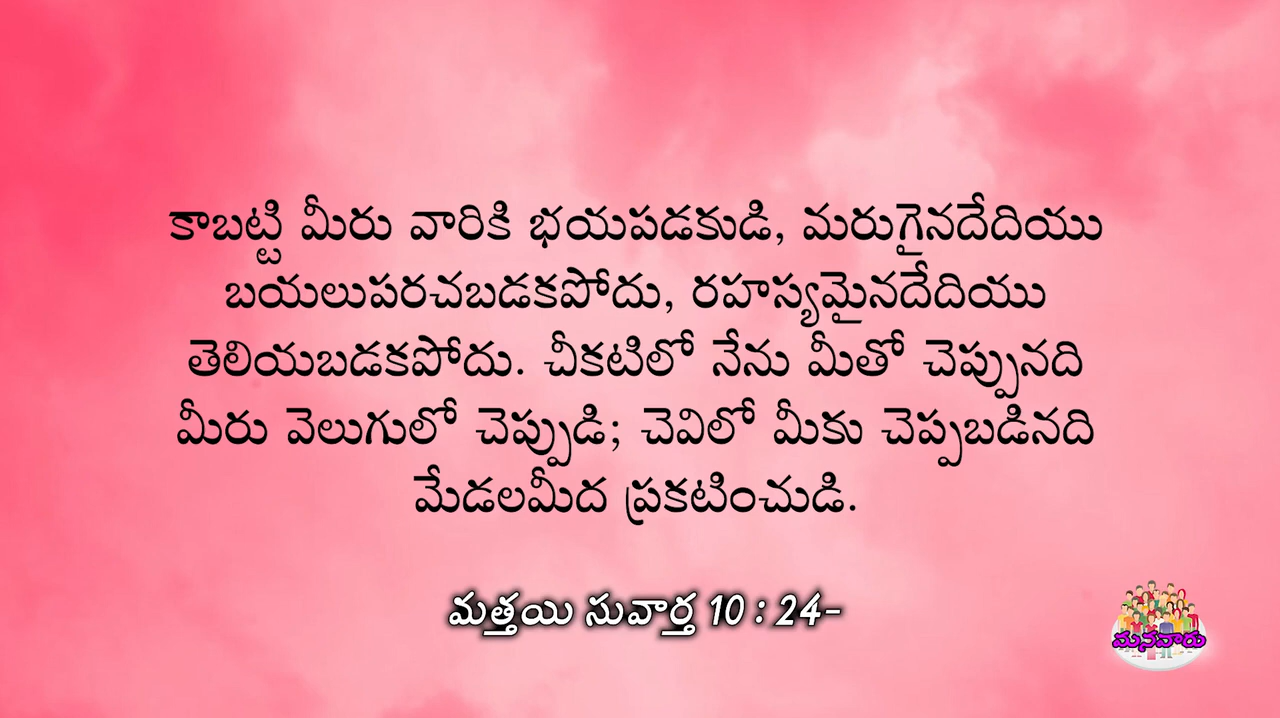 కాబట్టి మీరు వారికి భయపడకుడి, మరుగైనదేదియు
బయలుపరచబడకపోదు, రహస్యమైనదేదియు
తెలియబడకపోదు. చీకటిలో నేను మీతో చెప్పునది
మీరు వెలుగులో చెప్పుడి; చెవిలో మీకు చెప్పబడినది
మేడలమీద ప్రకటించుడి.
మత్తయి సువార్త 10 : 24-
మనవారు